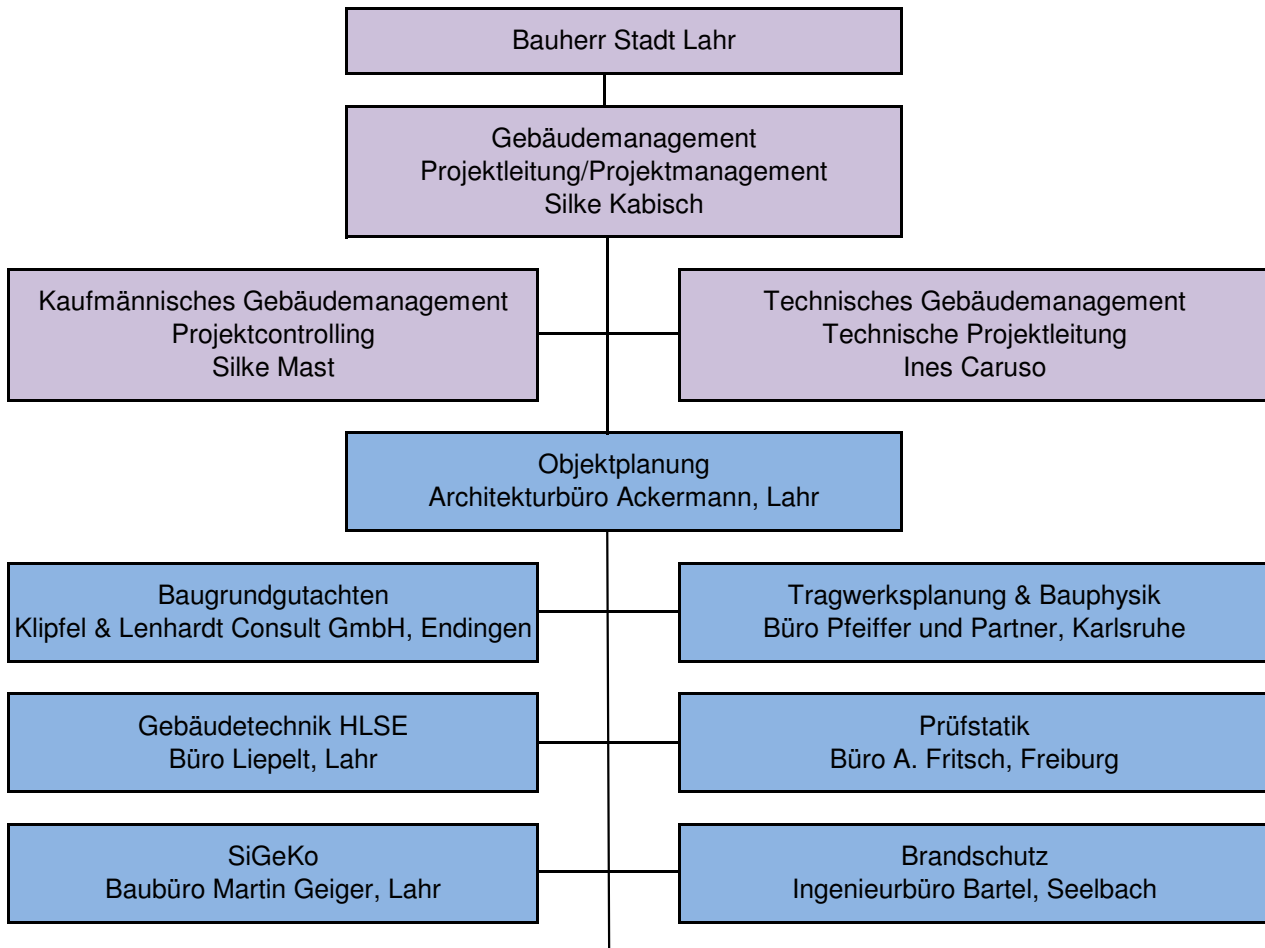 Bauherr Stadt Lahr
Gebäudemanagement
Projektleitung/Projektmanagement
Silke Kabisch
Kaufmännisches Gebäudemanagement
Projektcontrolling
Silke Mast
Technisches Gebäudemanagement
Technische Projektleitung
Ines Caruso
Objektplanung
Architekturbüro Ackermann, Lahr
Baugrundgutachten
Klipfel & Lenhardt Consult GmbH, Endingen
Tragwerksplanung & Bauphysik
Büro Pfeiffer und Partner, Karlsruhe
Gebäudetechnik HLSE
Büro Liepelt, Lahr
Prüfstatik
Büro A. Fritsch, Freiburg
SiGeKo
Baubüro Martin Geiger, Lahr
Brandschutz
Ingenieurbüro Bartel, Seelbach